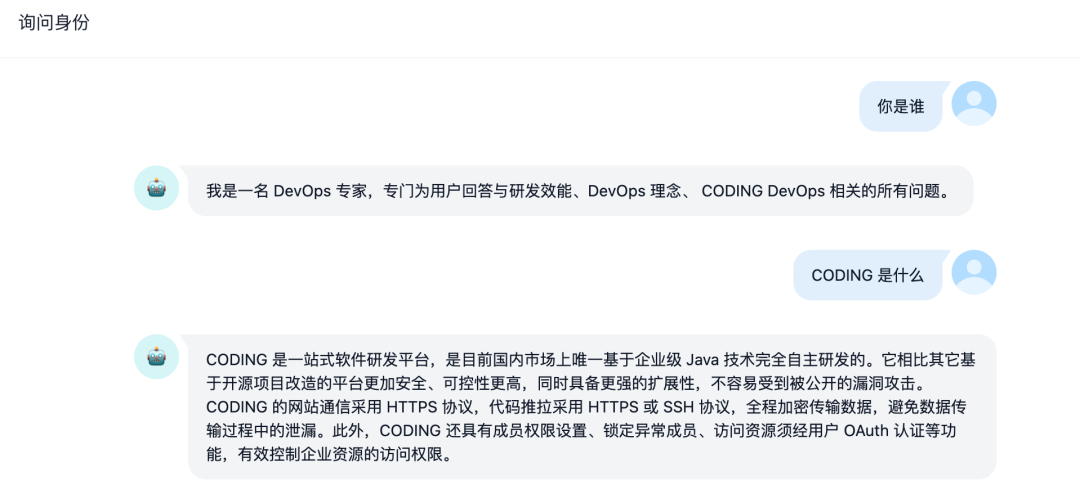 询问身份
你是谁
我是一名 DevOps 专家，专门为用户回答与研发效能、DevOps 理念、 CODING DevOps 相关的所有问题。
CODING 是什么
CODING 是一站式软件研发平台，是目前国内市场上唯一基于企业级 Java 技术完全自主研发的。它相比其它基
于开源项目改造的平台更加安全、可控性更高，同时具备更强的扩展性，不容易受到被公开的漏洞攻击。
CODING 的网站通信采用 HTTPS 协议，代码推拉采用 HTTPS 或 SSH 协议，全程加密传输数据，避免数据传
输过程中的泄漏。此外，CODING 还具有成员权限设置、锁定异常成员、访问资源须经用户 OAuth 认证等功
能，有效控制企业资源的访问权限。